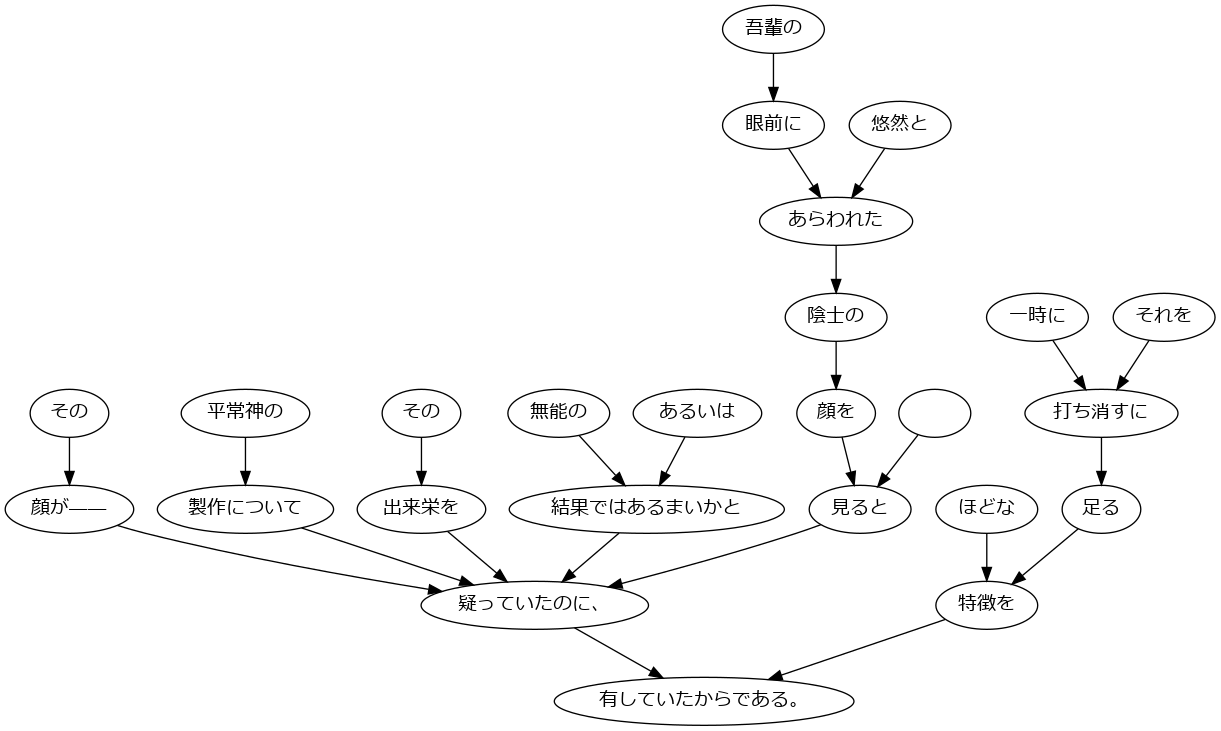 吾輩の
眼前に
悠然と
あらわれた
陰士の
一時に
それを
その
平常神の
その
無能の
あるいは
顔を
打ち消すに
顔が――
製作について
出来栄を
結果ではあるまいかと
見ると
ほどな
足る
疑っていたのに、
特徴を
有していたからである。